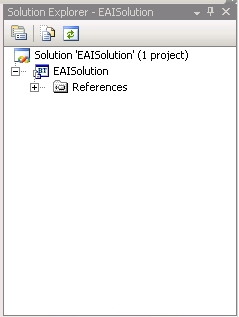 Solution Explorer - EAISolution
Solution 'EAISolution' (1 project)
EAISolution
References